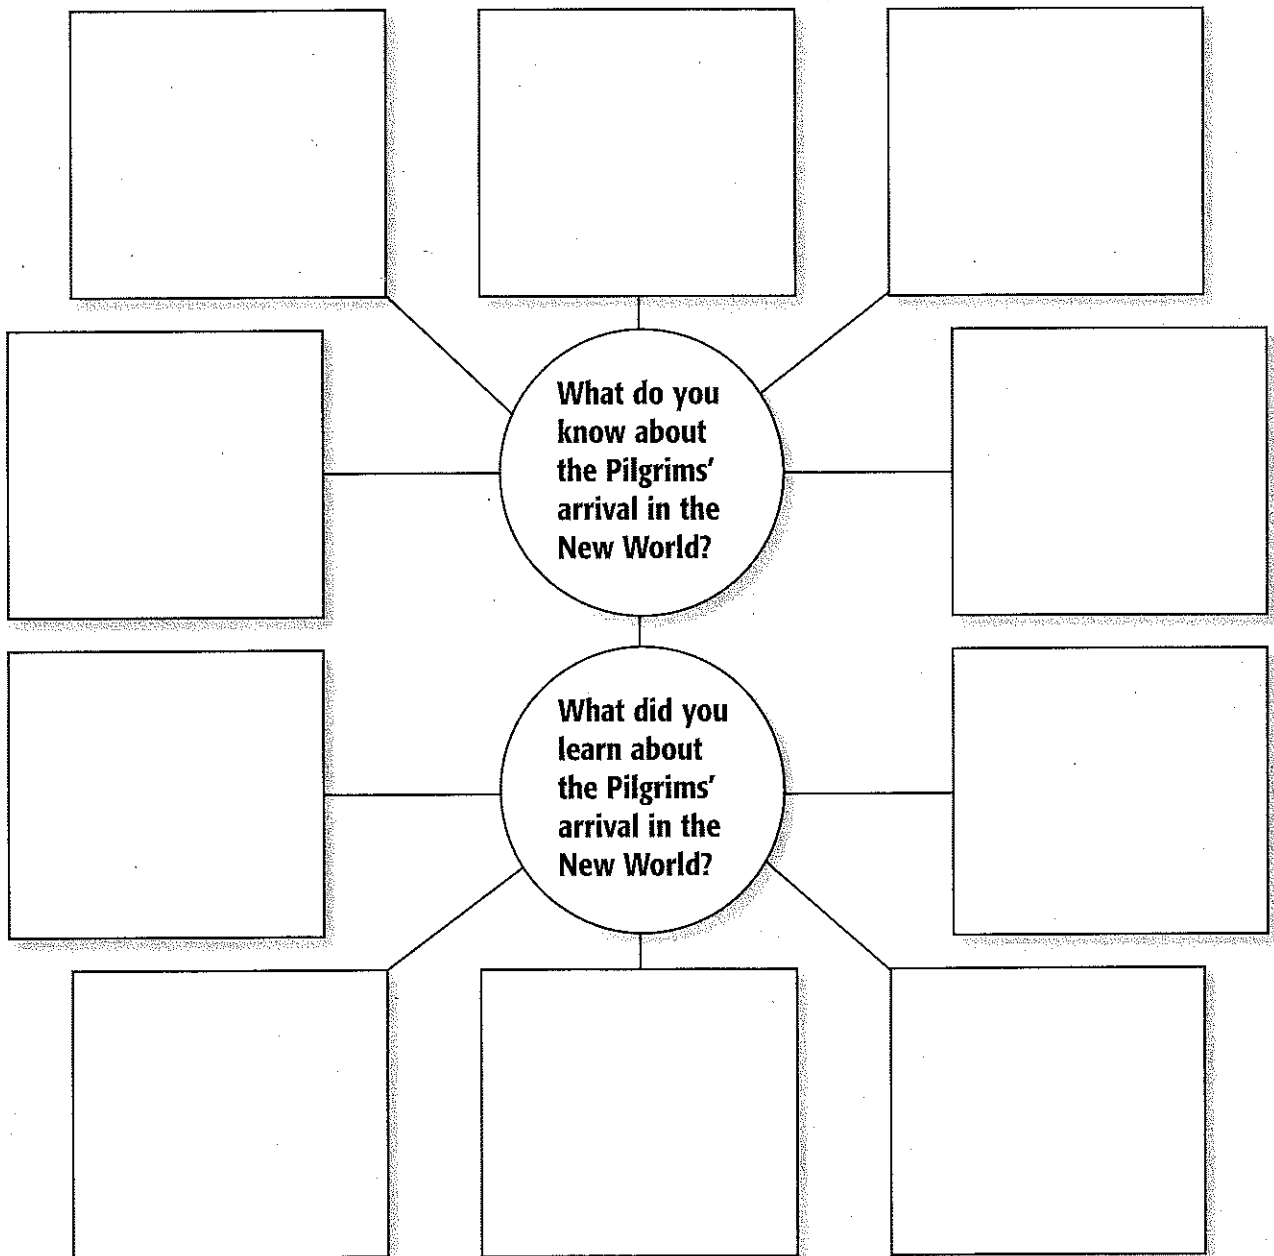 What do you
know about
the Pilgrims'
arrival in the
New World?
What did you
learn about
the Pilgrims'
arrival in the
New World?